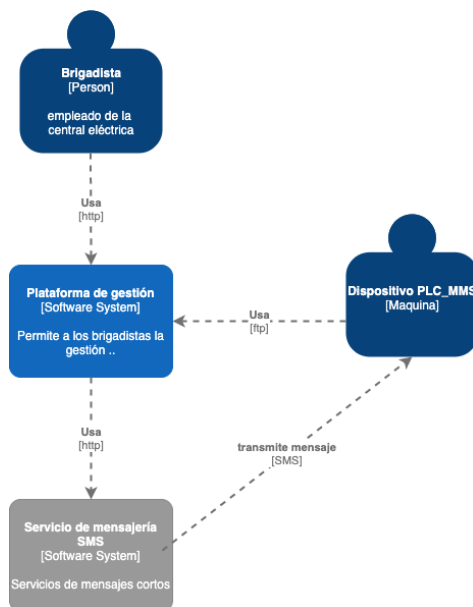 Brigadista
[Person]
empleado de la
central eléctrica
Usa
[http]
Plataforma de gestión
[Software System]
Permite a los brigadistas la
gestión ..
Dispositivo PLC_MMS
[Maquina]
Usa
[ftp]
Usa
[http]
transmite mensaje
[SMS]
Servicio de mensajería
SMS
[Software System]
Servicios de mensajes cortos